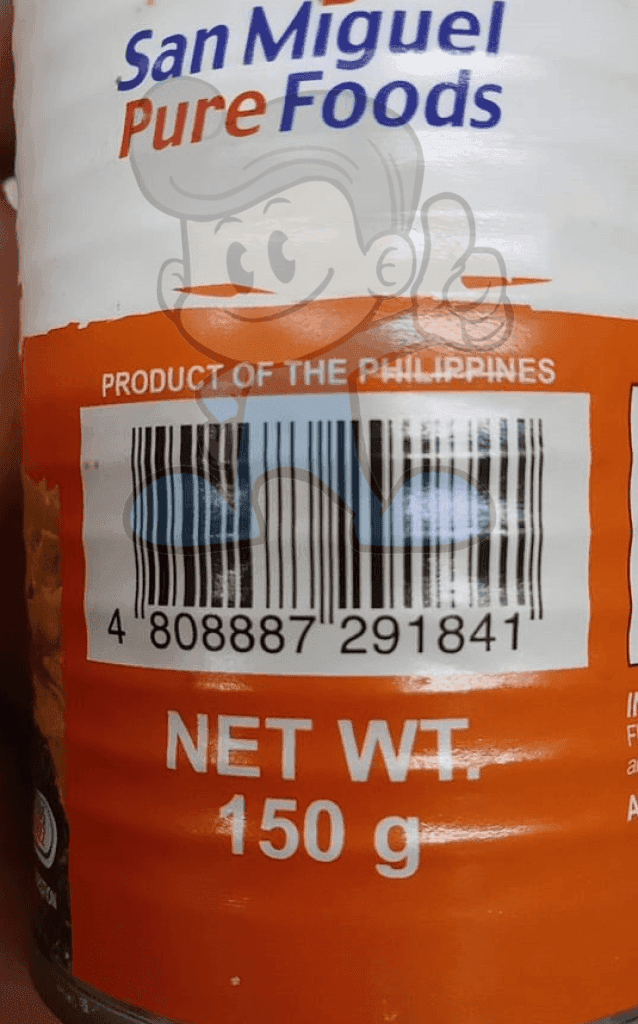 San Miguel
Pure Foods
PRODUCT OF THE PHILIPPINES
4 808887 291841
NET WT.
150 g